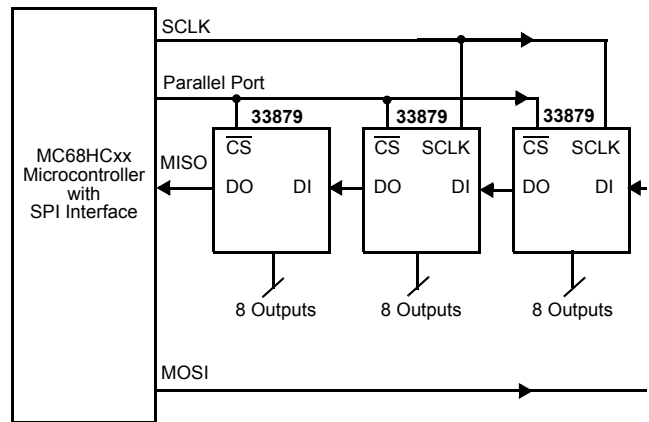 SCLK
Parallel Port
33879 33879 33879
CS CS SCLK CS SCLK
MC68HCxx
Microcontroller
with
SPI Interface
MISO
DO DI DO DI DO DI
8 Outputs 8 Outputs 8 Outputs
MOSI